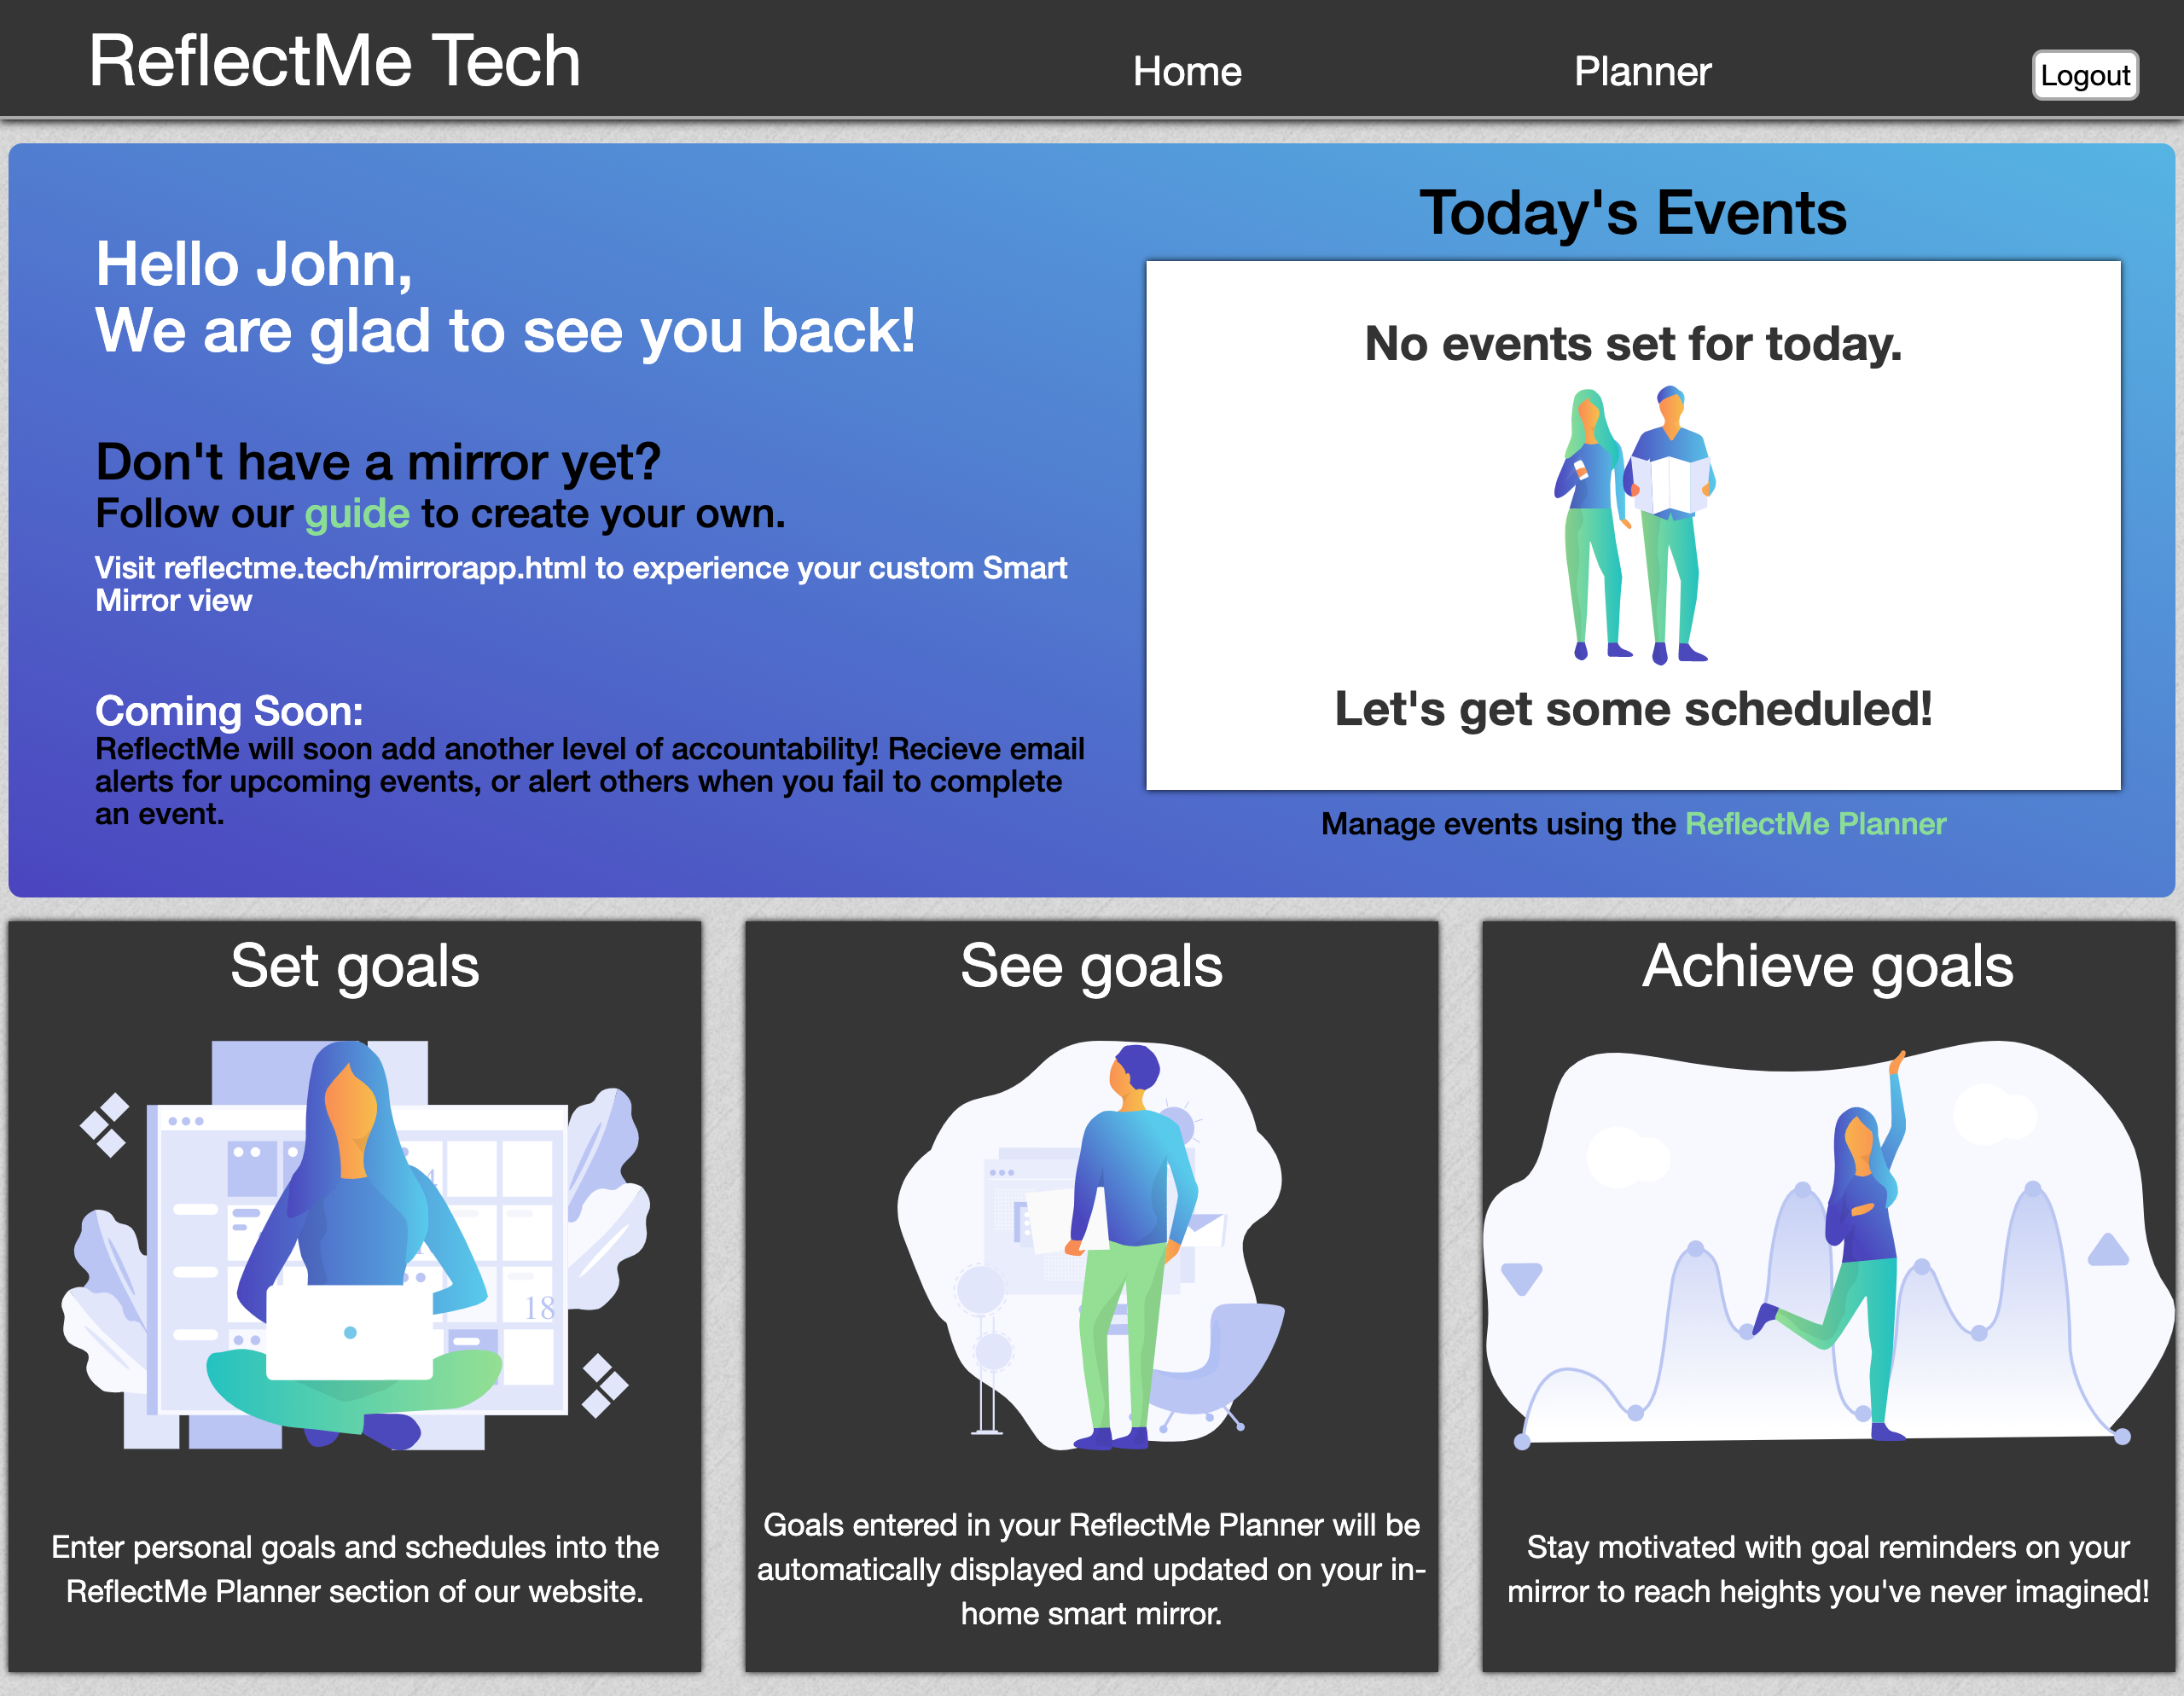 ReflectMe Tech
Home
Planner
Logout
Hello John,
We are glad to see you back!
Don't have a mirror yet?
Follow our guide to create your own.
Visit reflectme.tech/mirrorapp.html to experience your custom Smart
Mirror view
Coming Soon:
ReflectMe will soon add another level of accountability! Recieve email
alerts for upcoming events, or alert others when you fail to complete
an event.
Today's Events
No events set for today.
Let's get some scheduled!
Manage events using the ReflectMe Planner
Set goals
18
Enter personal goals and schedules into the
ReflectMe Planner section of our website.
See goals
Goals entered in your ReflectMe Planner will be
automatically displayed and updated on your in-
home smart mirror.
Achieve goals
Stay motivated with goal reminders on your
mirror to reach heights you've never imagined!